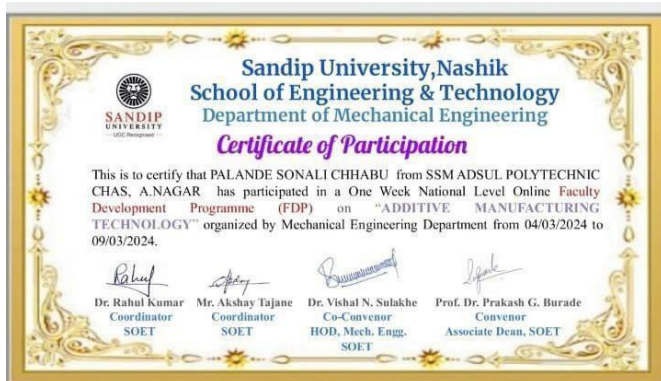 Sandip University,Nashik
School of Engineering & Technology
Department of Mechanical Engineering
SANDIP
UNIVERSITY
UGC Recognised
Certificate of Participation
This is to certify that PALANDE SONALI CHHABU from SSM ADSUL POLYTECHNIC
CHAS, A.NAGAR has participated in a One Week National Level Online Faculty
Development Programme (FDP) on “ADDITIVE MANUFACTURING
TECHNOLOGY” organized by Mechanical Engineering Department from 04/03/2024 to
09/03/2024.
Rahul
Dr. Rahul Kumar Mr. Akshay Tajane Dr. Vishal N. Sulakhe Prof. Dr. Prakash G. Burade
Coordinator Coordinator Co-Convenor Convenor
SOET SOET HOD, Mech. Engg. Associate Dean, SOET
SOET